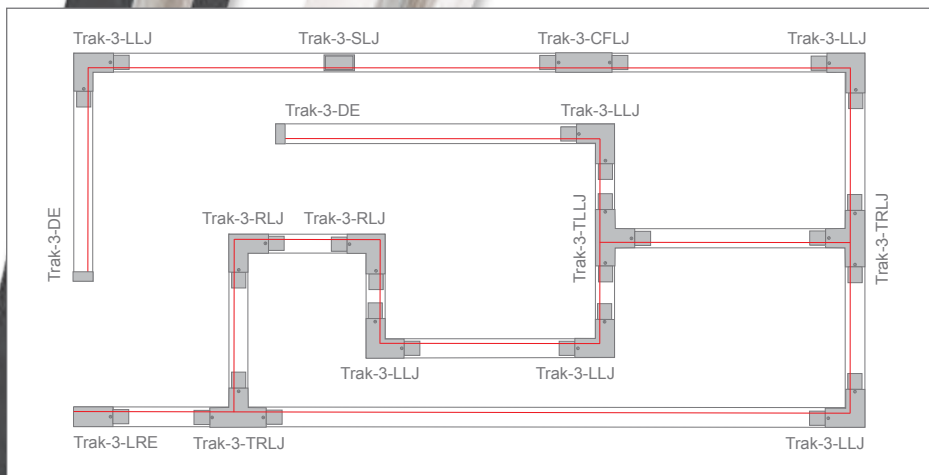 Trak-3-LLJ
Trak-3-SLJ
Trak-3-CFLJ
Trak-3-LLJ
Trak-3-DE
Trak-3-LLJ
Trak-3-DE
Trak-3-RLJ
Trak-3-RLJ
Trak-3-TLLJ
Trak-3-TRLJ
Trak-3-LLJ
Trak-3-LLJ
Trak-3-LRE
Trak-3-TRLJ
Trak-3-LLJ